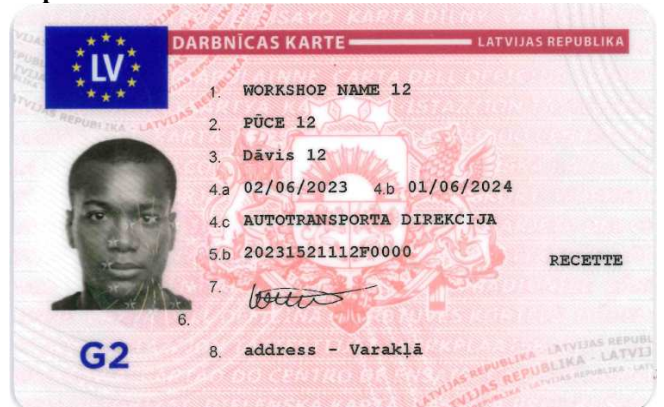 DARBNĪCAS KARTE LATVIJAS REPUBLIKA
LV
1. WORKSHOP NAME 12
2. PŪCE 12
3. Dāvis 12
4.a 02/06/2023 4.b 01/06/2024
4.c AUTOTRANSPORTA DIREKCIJA
5.b 20231521112F0000
RECETTE
7.
6.
G2
8. address - Varakļā